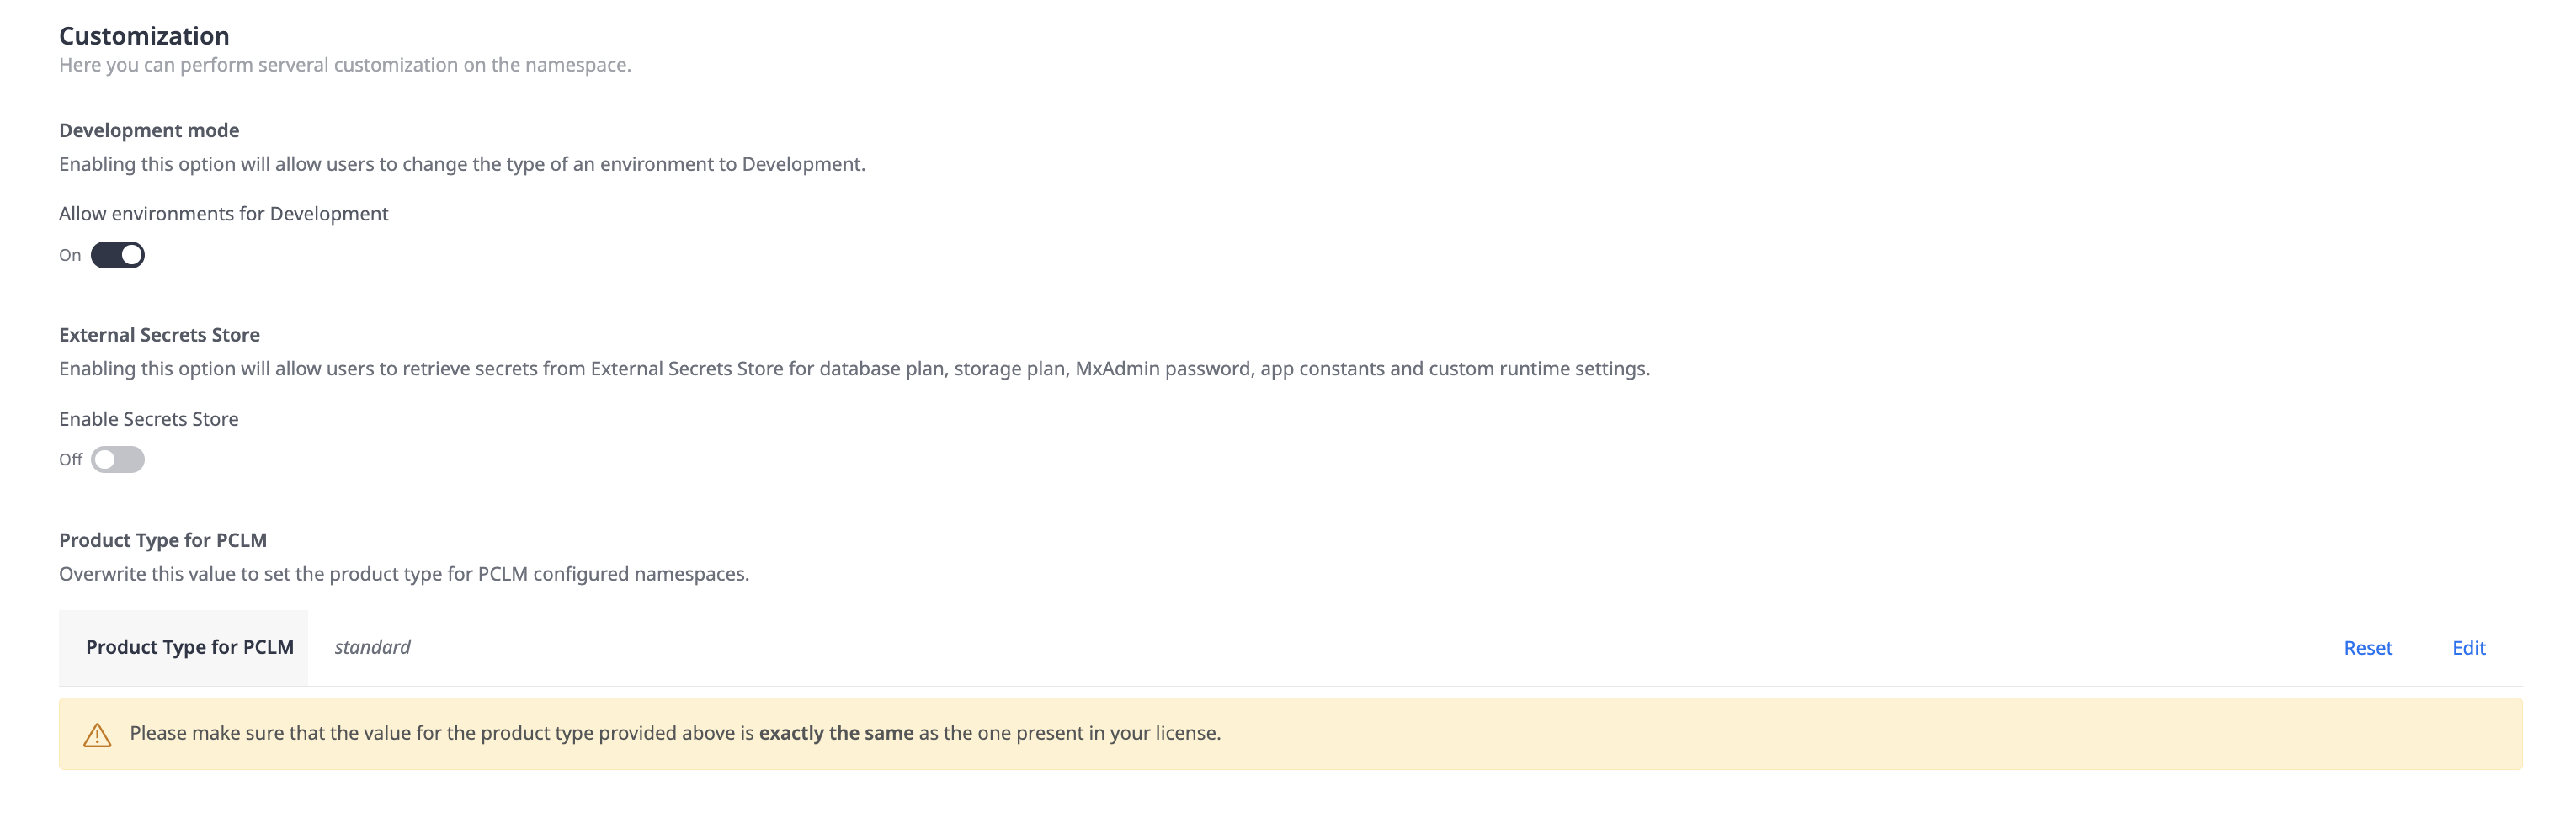 Customization
Here you can perform serveral customization on the namespace.
Development mode
Enabling this option will allow users to change the type of an environment to Development.
Allow environments for Development
On
External Secrets Store
Enabling this option will allow users to retrieve secrets from External Secrets Store for database plan, storage plan, MxAdmin password, app constants and custom runtime settings.
Enable Secrets Store
Off
Product Type for PCLM
Overwrite this value to set the product type for PCLM configured namespaces.
Product Type for PCLM standard Reset Edit
Please make sure that the value for the product type provided above is exactly the same as the one present in your license.